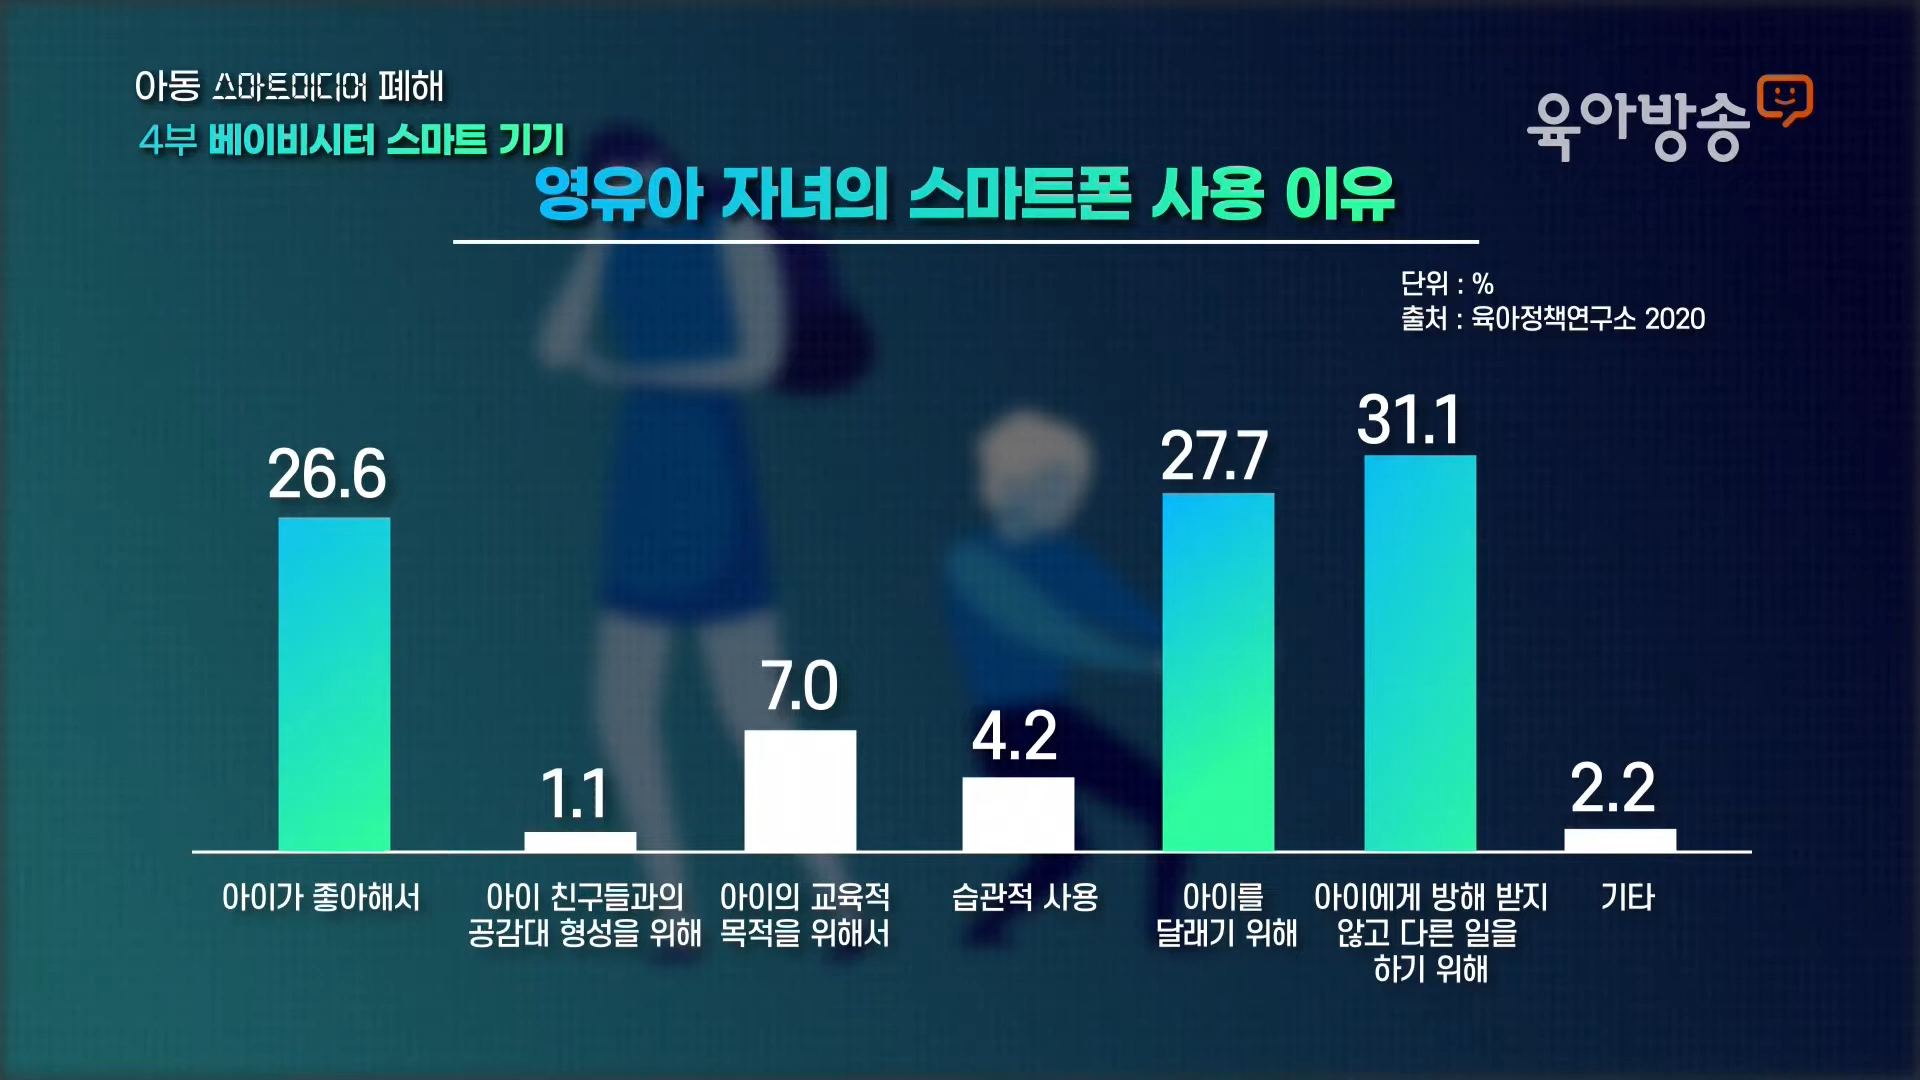 아동 스마트미디어 폐해
4부 베이비시터 스마트 기기
육아방송
영유아 자녀의 스마트폰 사용 이유
단위 : %
출처 : 육아정책연구소 2020
26.6
1.1
7.0
4.2
27.7
31.1
2.2
아이가 좋아해서
아이 친구들과의
공감대 형성을 위해
아이의 교육적
목적을 위해서
습관적 사용
아이를
달래기 위해
아이에게 방해 받지
않고 다른 일을
하기 위해
기타